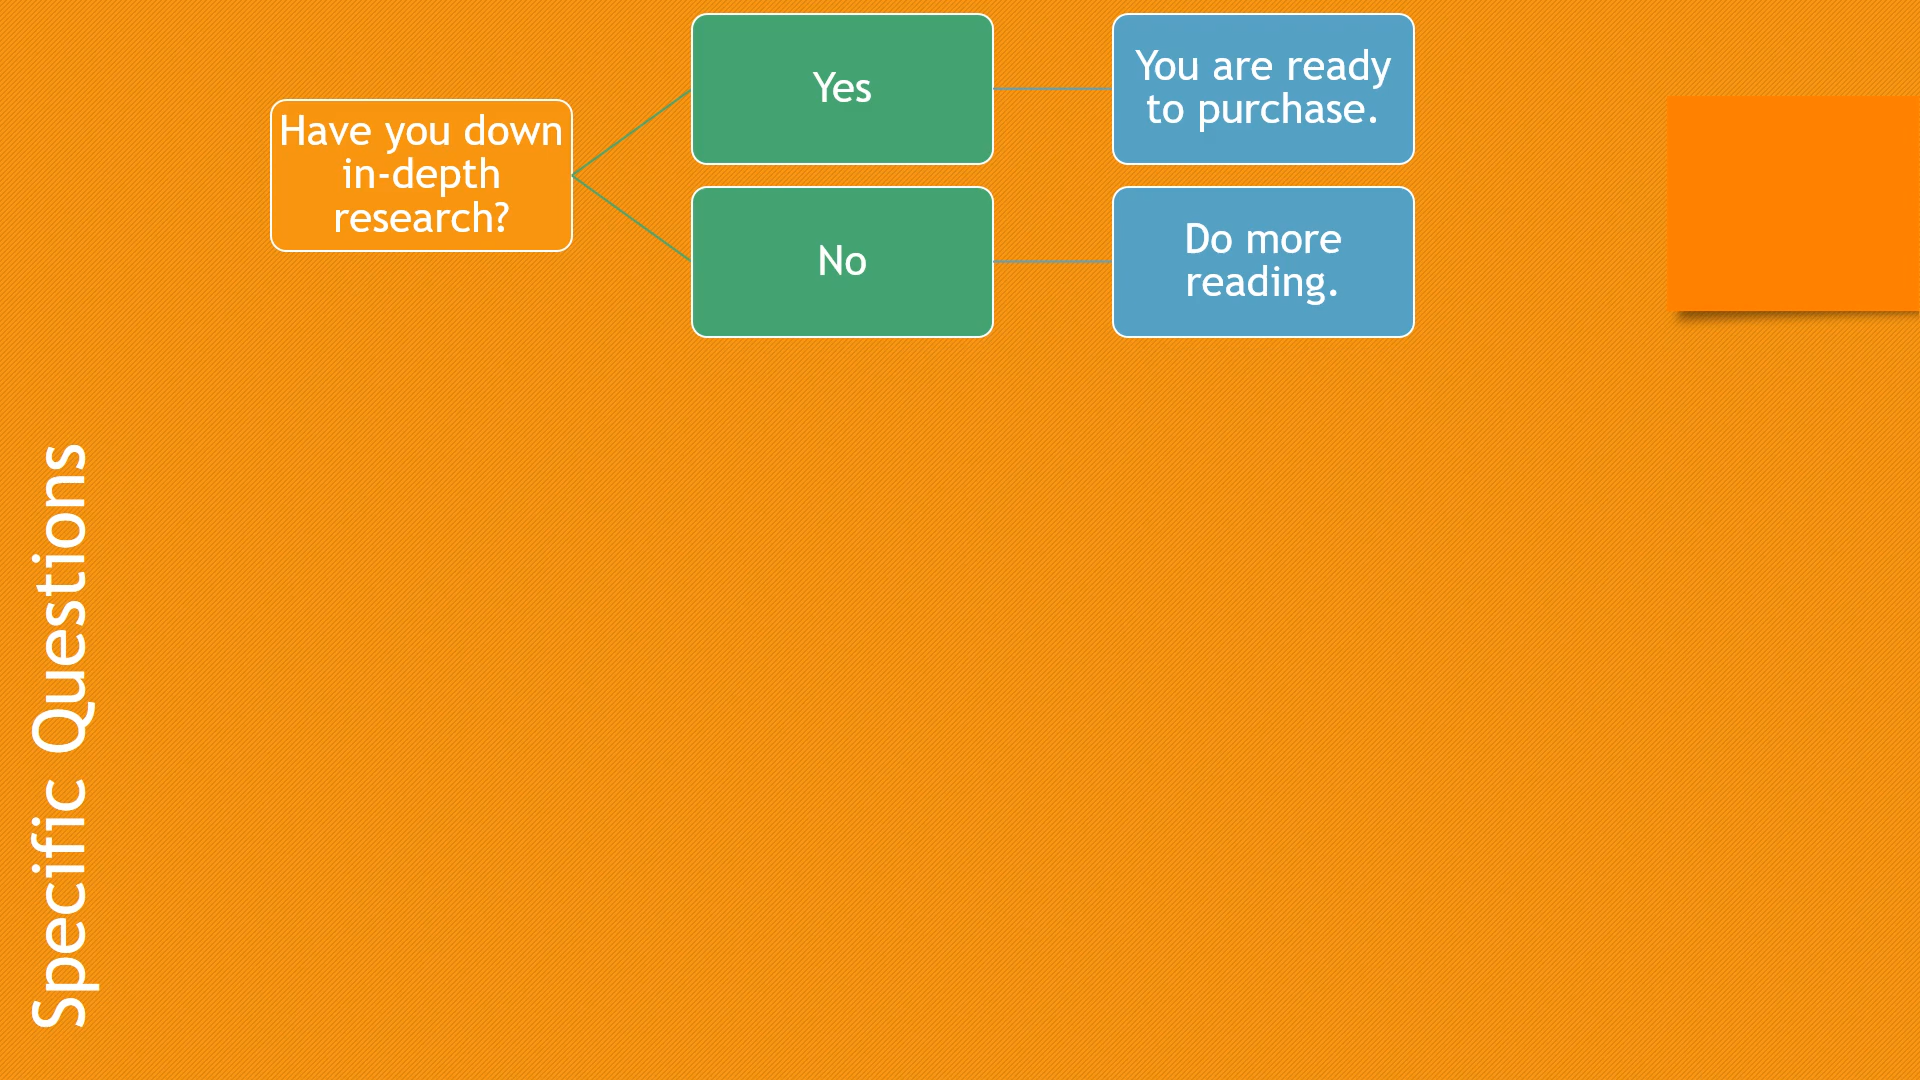 Specific Questions
Have you down
in-depth
research?
Yes
You are ready
to purchase.
No
Do more
reading.